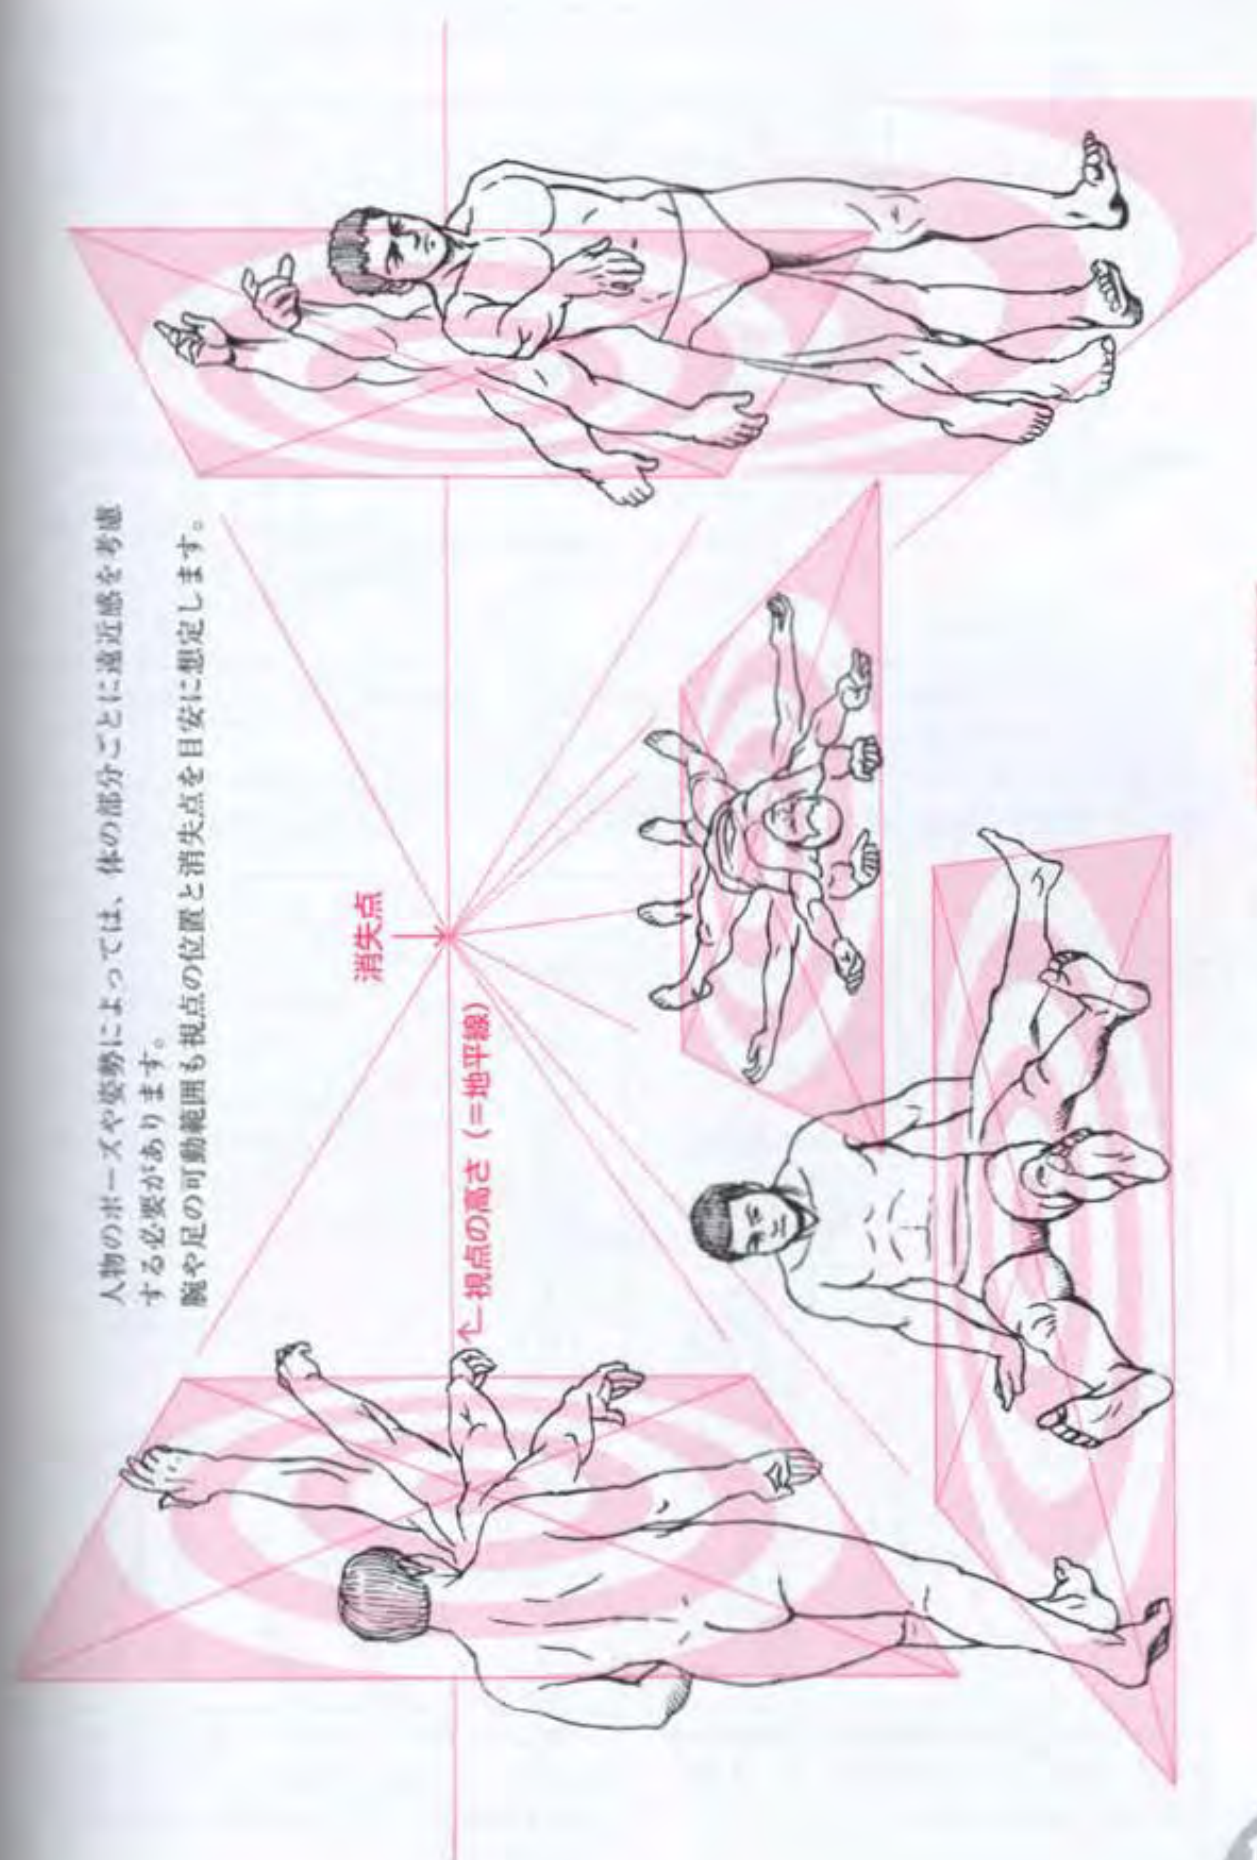 人物のポーズや姿勢によっては、体の部分ごとに遠近感を考慮
する必要があります。
腕や足の可動範囲も視点の位置と消失点を目安に想定します。
消失点
↑視点の高さ（＝地平線）